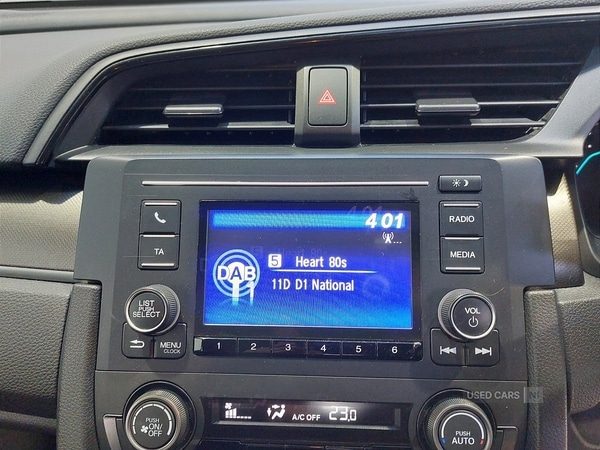 4 01
RADIO
TA
DAB
5 Heart 80s
MEDIA
11D D1 National
LIST
PUSH
SELECT
VOL
MENU
CLOCK
1 2 3 4 5 6
USED CARS NI
PUSH
ON/
OFF
A/C OFF 23.0
PUSH
AUTO